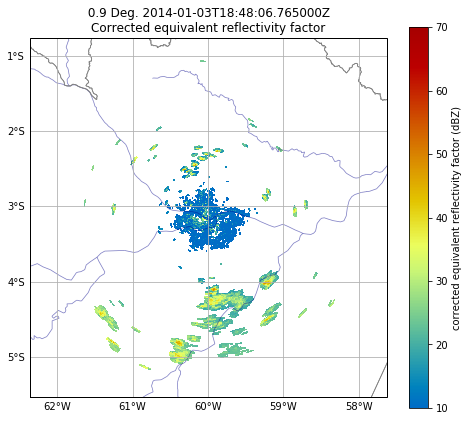 0.9 Deg. 2014-01-03T18:48:06.765000Z
Corrected equivalent reflectivity factor
1°S
2°S
3°S
4°S
5°S
62°W 61°W 60°W 59°W 58°W
70
60
50
40
30
20
10
corrected equivalent reflectivity factor (dBZ)